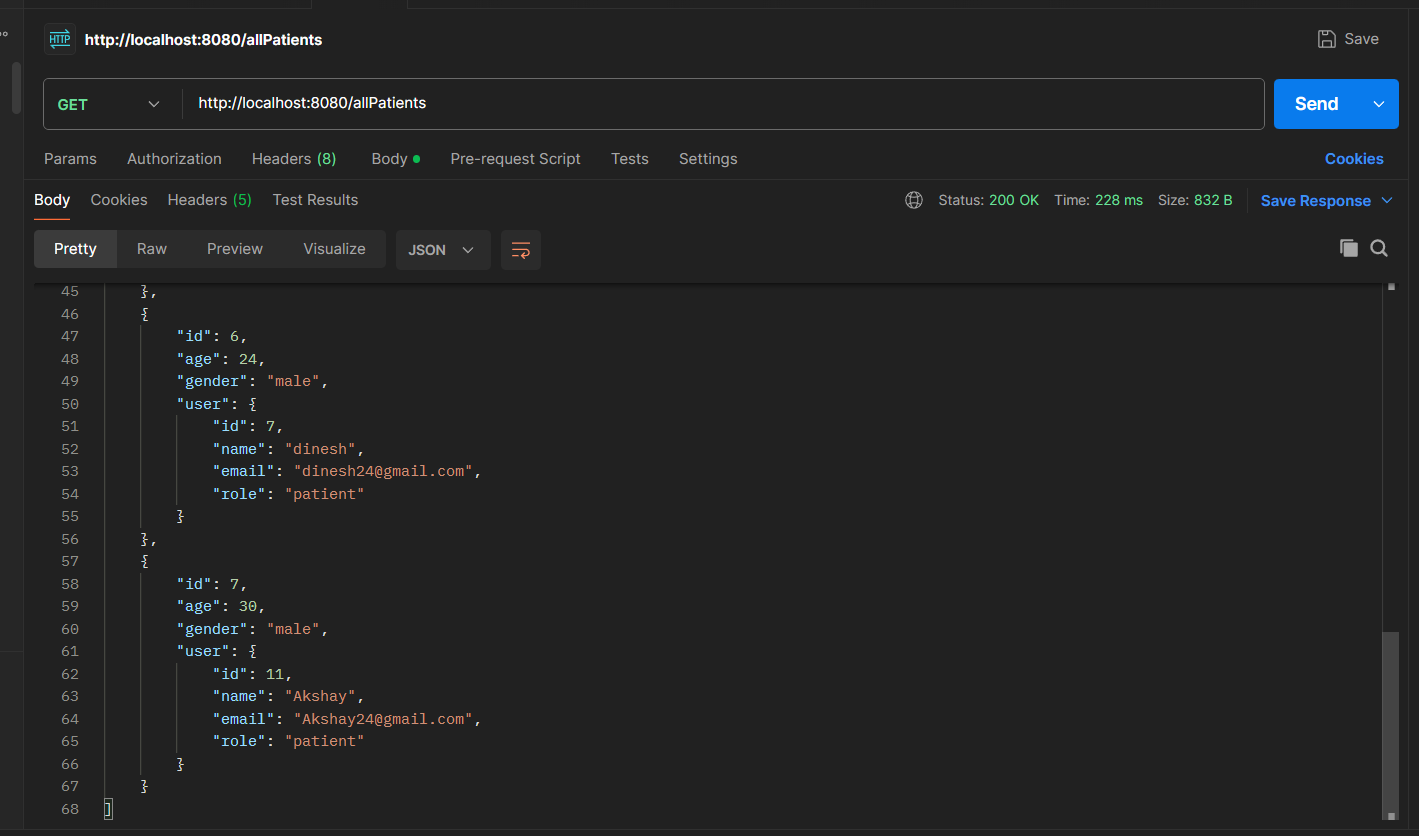 HTTP http://localhost:8080/allPatients Save
GET http://localhost:8080/allPatients Send
Params Authorization Headers (8) Body Pre-request Script Tests Settings Cookies
Body Cookies Headers (5) Test Results Status: 200 OK Time: 228 ms Size: 832 B Save Response
Pretty Raw Preview Visualize JSON
45 },
46 {
47 "id": 6,
48 "age": 24,
49 "gender": "male",
50 "user": {
51 "id": 7,
52 "name": "dinesh",
53 "email": "dinesh24@gmail.com",
54 "role": "patient"
55 }
56 },
57 {
58 "id": 7,
59 "age": 30,
60 "gender": "male",
61 "user": {
62 "id": 11,
63 "name": "Akshay",
64 "email": "Akshay24@gmail.com",
65 "role": "patient"
66 }
67 }
68 ]